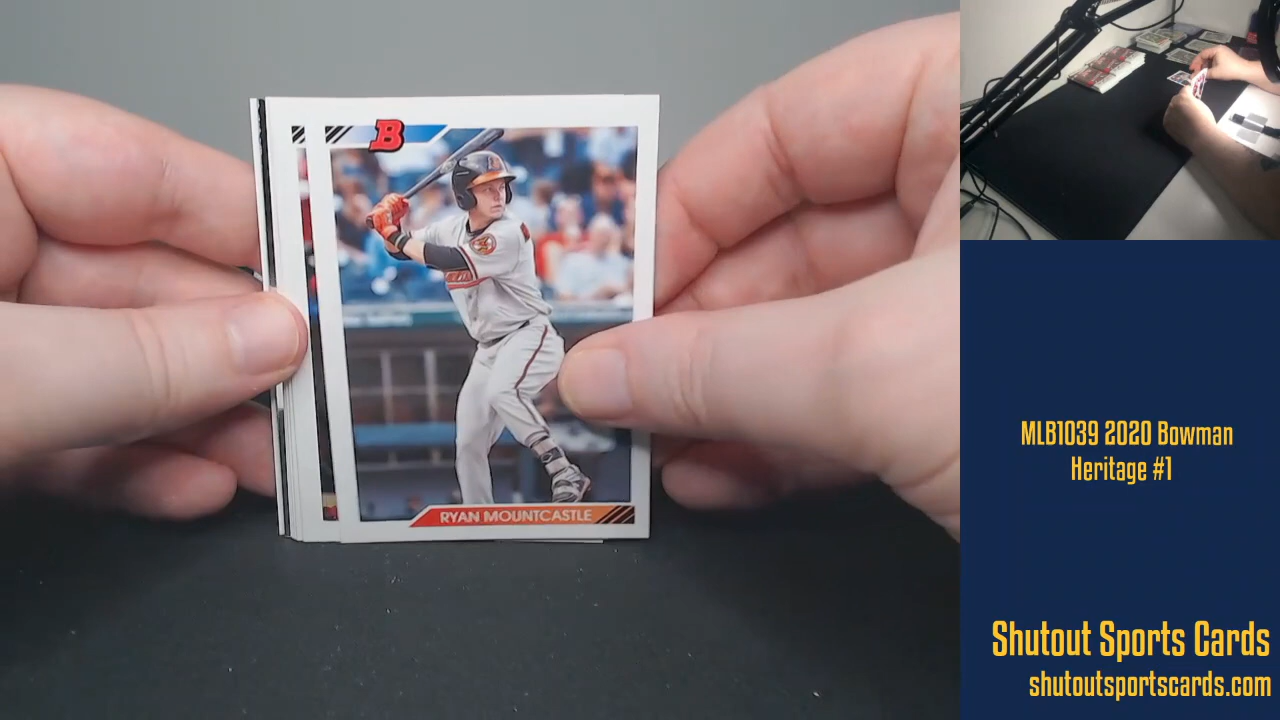 B
RYAN MOUNTCASTLE
MLB1039 2020 Bowman
Heritage #1
Shutout Sports Cards
shutoutsportscards.com